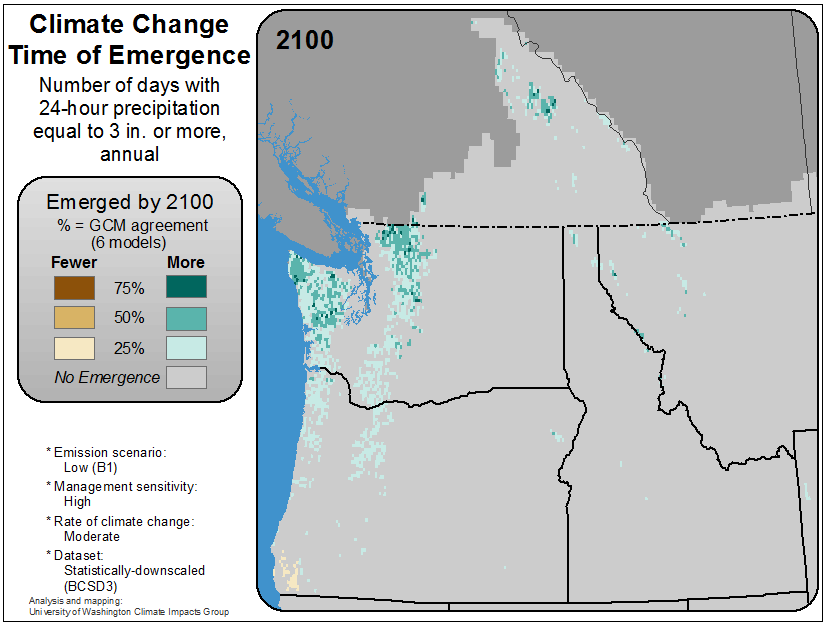 Climate Change
Time of Emergence
Number of days with
24-hour precipitation
equal to 3 in. or more,
annual
Emerged by 2100
% = GCM agreement
(6 models)
Fewer More
75%
50%
25%
No Emergence
* Emission scenario:
Low (B1)
* Management sensitivity:
High
* Rate of climate change:
Moderate
* Dataset:
Statistically-downscaled
(BCSD3)
Analysis and mapping:
University of Washington Climate Impacts Group
2100